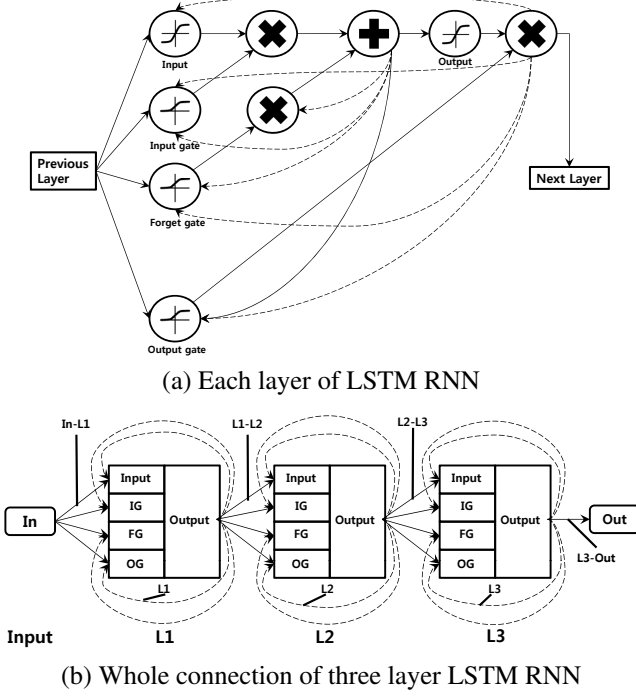 Input
Output
Input gate
Previous
Layer
Next Layer
Forget gate
Output gate
(a) Each layer of LSTM RNN
In-L1
L1-L2
L2-L3
Input
Input
Input
IG
IG
IG
In
Output
Output
Output
Out
FG
FG
FG
OG
OG
OG
L3-Out
L1
L2
L3
Input
L1
L2
L3
(b) Whole connection of three layer LSTM RNN